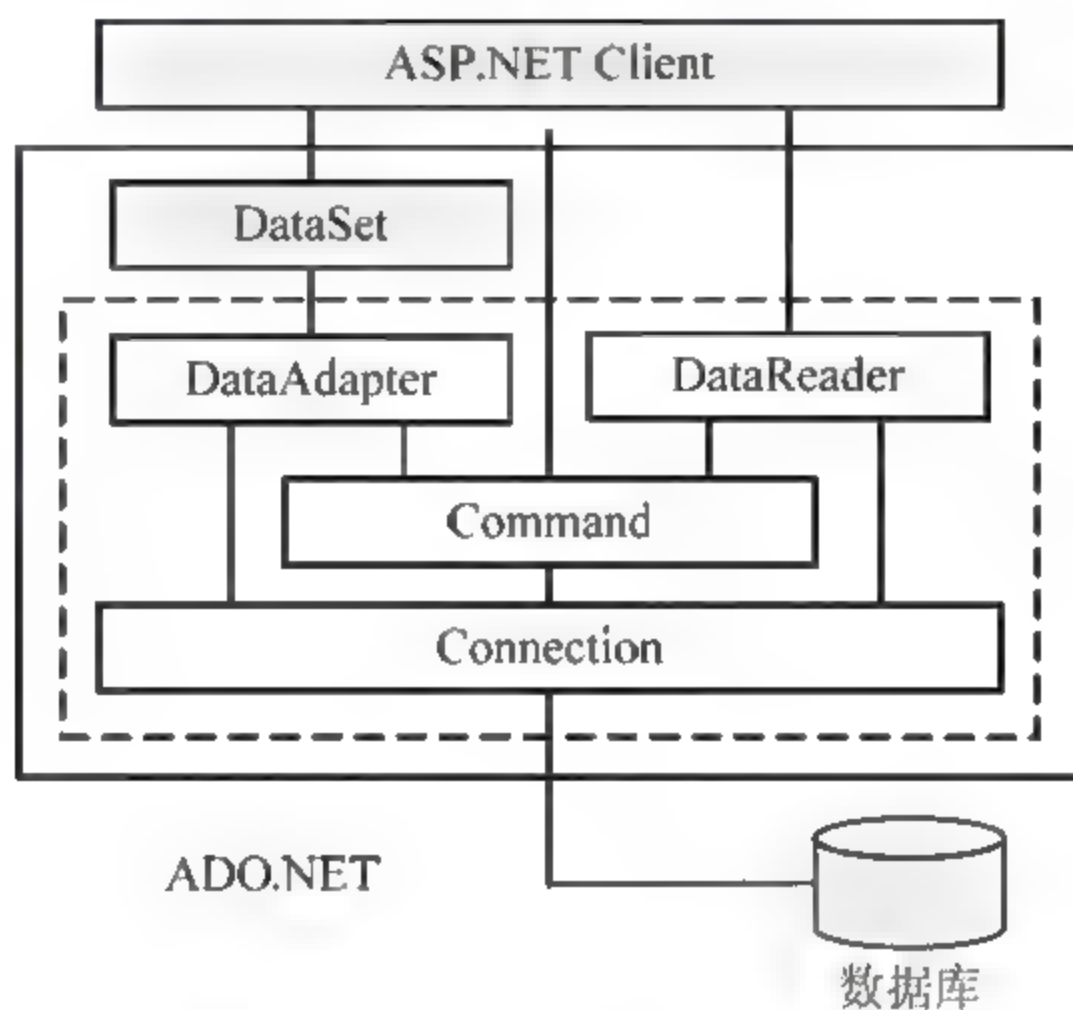 ASP.NET Client
DataSet
DataAdapter
DataReader
Command
Connection
ADO.NET
数据库